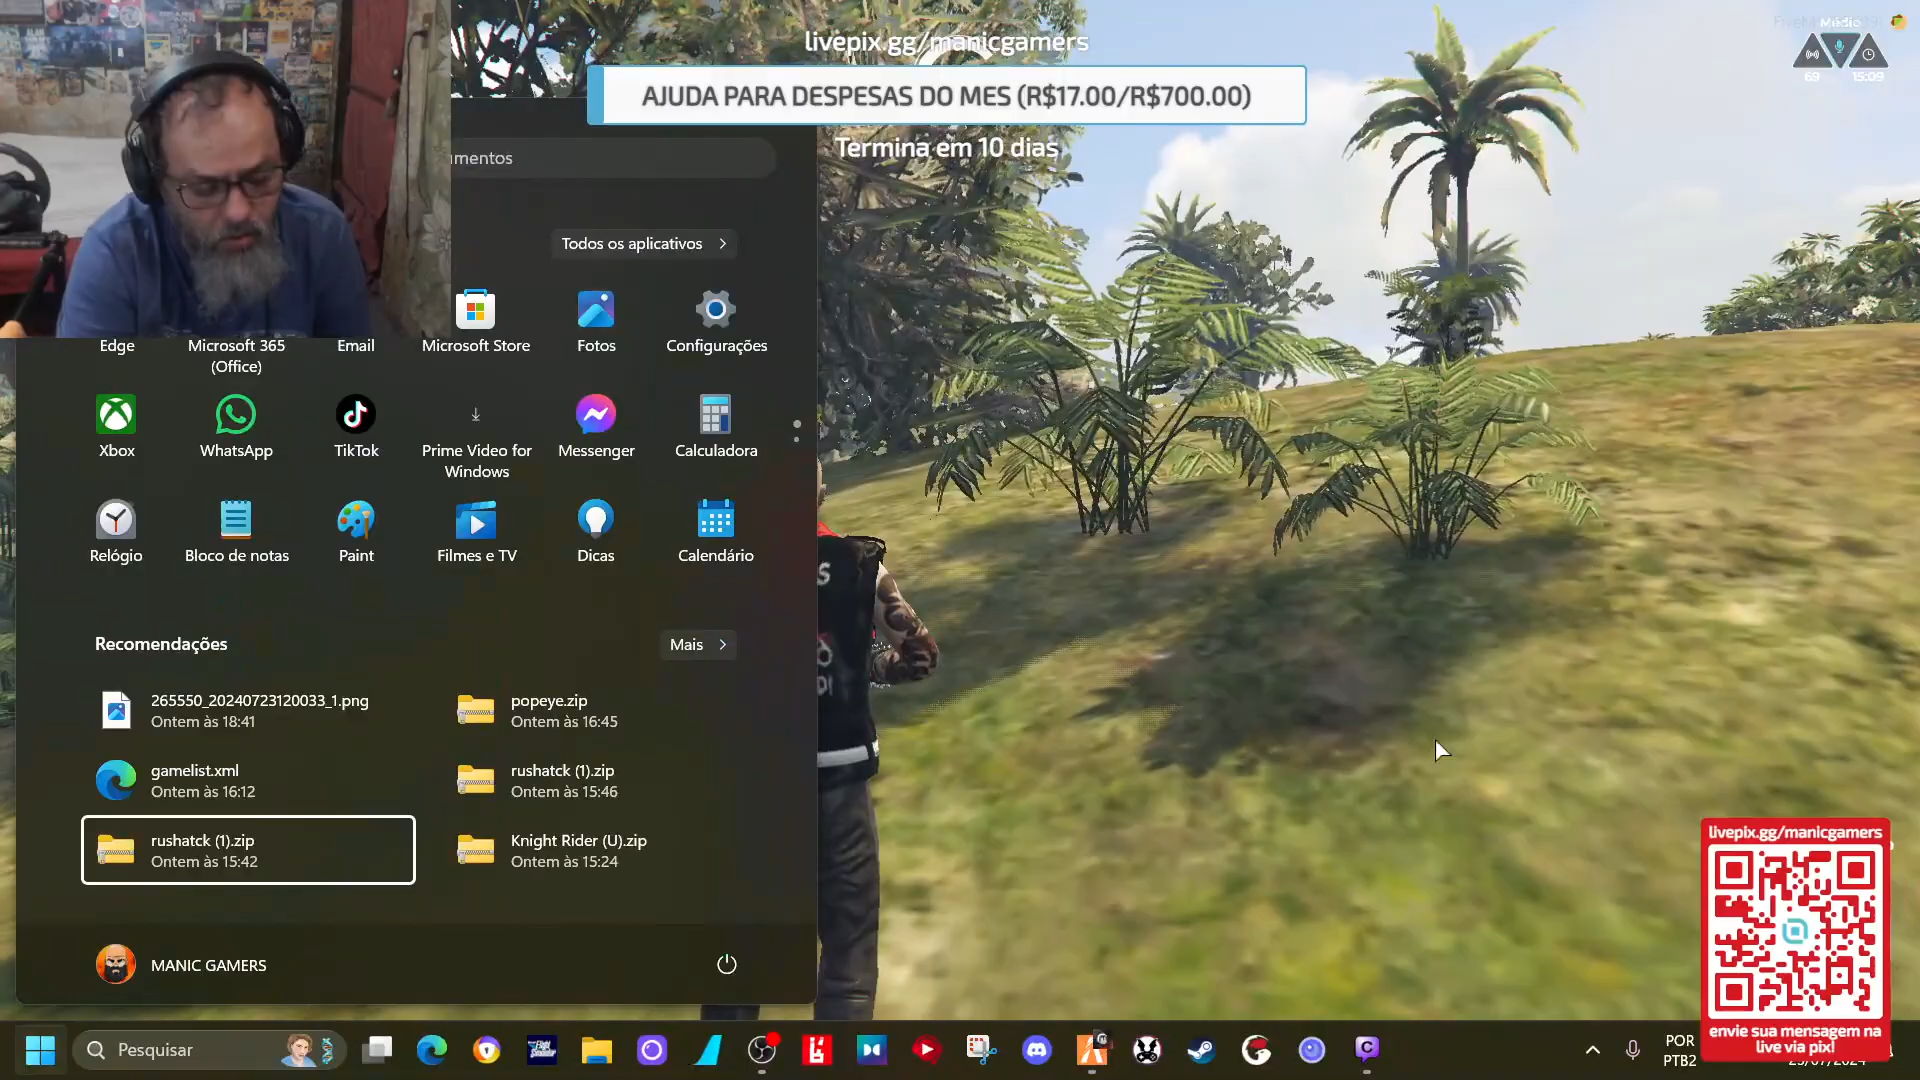 livepix.gg/manicgamers
AJUDA PARA DESPESAS DO MES (R$17.00/R$700.00)
Termina em 10 dias
Médio
69
15:09
Todos os aplicativos
Edge
Microsoft 365
(Office)
Email
Microsoft Store
Fotos
Configurações
Xbox
WhatsApp
TikTok
Prime Video for
Windows
Messenger
Calculadora
Relógio
Bloco de notas
Paint
Filmes e TV
Dicas
Calendário
Recomendações
Mais
265550_20240723120033_1.png
Ontem às 18:41
popeye.zip
Ontem às 16:45
gamelist.xml
Ontem às 16:12
rushatck (1).zip
Ontem às 15:46
rushatck (1).zip
Ontem às 15:42
Knight Rider (U).zip
Ontem às 15:24
MANIC GAMERS
livepix.gg/manicgamers
envie sua mensagem na
live via pix!
Pesquisar
POR
PTB2